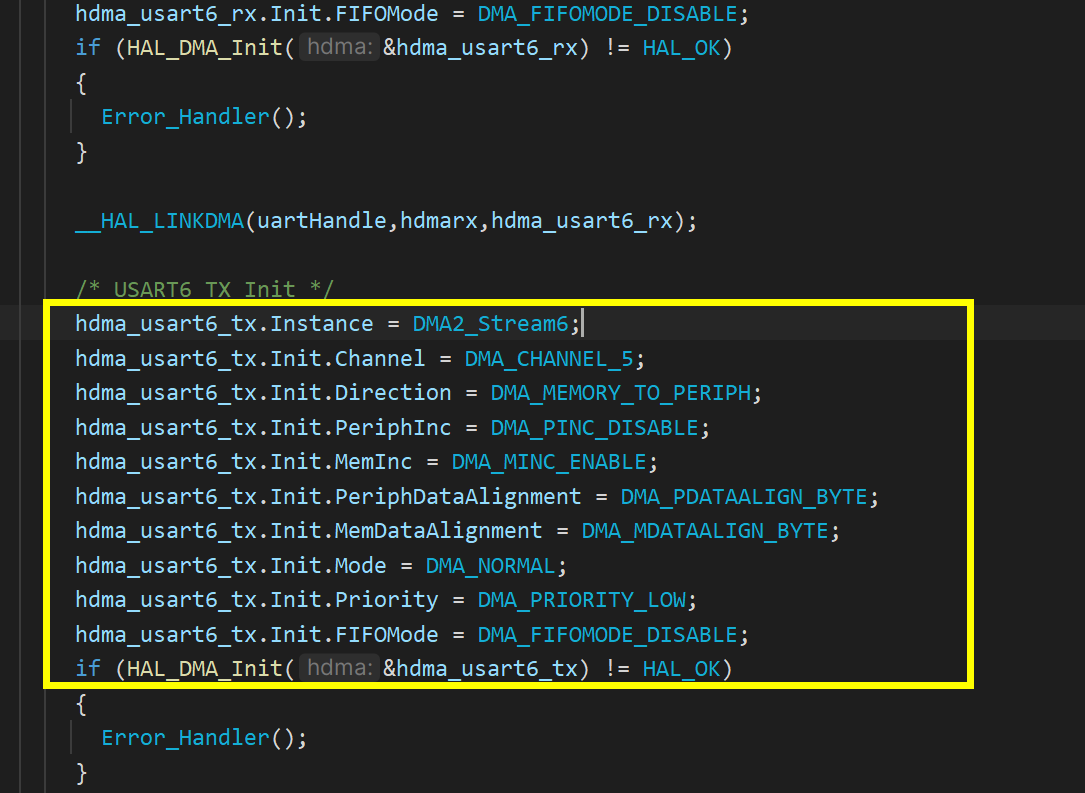 hdma_usart6_rx.Init.FIFOMode = DMA_FIFOMODE_DISABLE;
if (HAL_DMA_Init(hdma: &hdma_usart6_rx) != HAL_OK)
{
Error_Handler();
}
__HAL_LINKDMA(uartHandle,hdmarx,hdma_usart6_rx);
/* USART6_TX Init */
hdma_usart6_tx.Instance = DMA2_Stream6;
hdma_usart6_tx.Init.Channel = DMA_CHANNEL_5;
hdma_usart6_tx.Init.Direction = DMA_MEMORY_TO_PERIPH;
hdma_usart6_tx.Init.PeriphInc = DMA_PINC_DISABLE;
hdma_usart6_tx.Init.MemInc = DMA_MINC_ENABLE;
hdma_usart6_tx.Init.PeriphDataAlignment = DMA_PDATAALIGN_BYTE;
hdma_usart6_tx.Init.MemDataAlignment = DMA_MDATAALIGN_BYTE;
hdma_usart6_tx.Init.Mode = DMA_NORMAL;
hdma_usart6_tx.Init.Priority = DMA_PRIORITY_LOW;
hdma_usart6_tx.Init.FIFOMode = DMA_FIFOMODE_DISABLE;
if (HAL_DMA_Init(hdma: &hdma_usart6_tx) != HAL_OK)
{
Error_Handler();
}